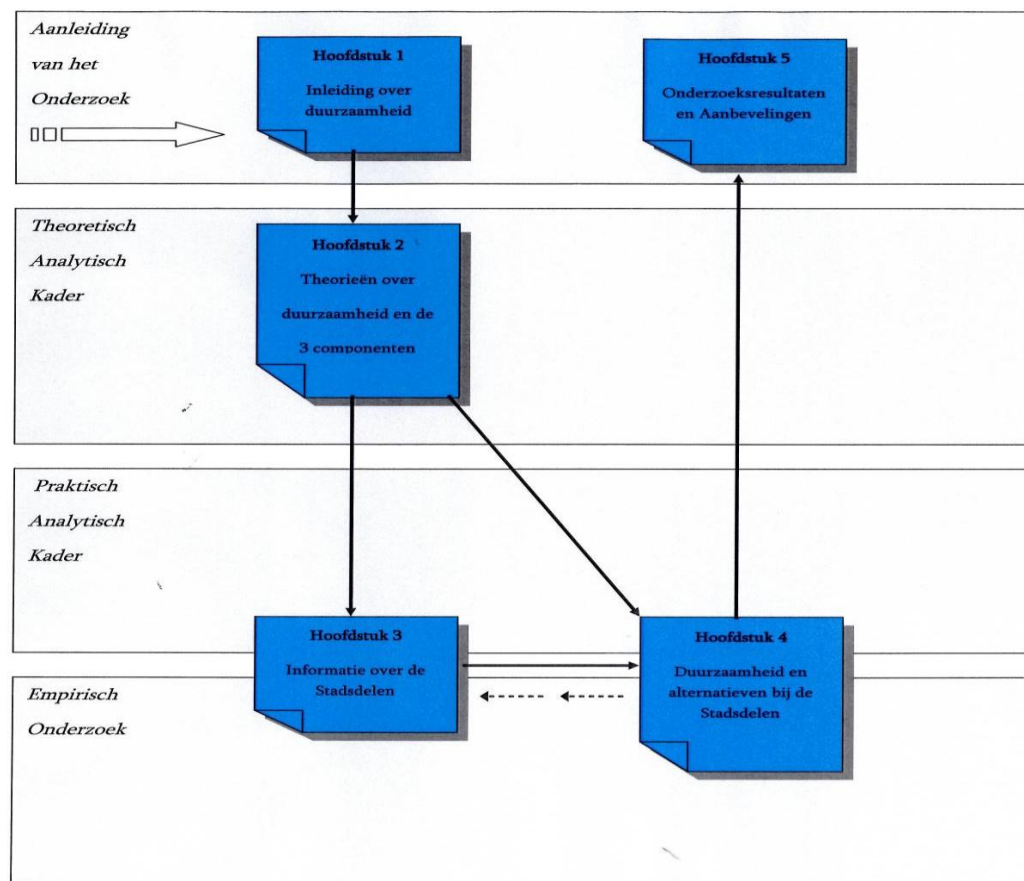 Aanleiding
van het
Onderzoek
Hoofdstuk 1
Inleiding over
duurzaamheid
Hoofdstuk 5
Onderzoeksresultaten
en Aanbevelingen
Theoretisch
Analytisch
Kader
Hoofdstuk 2
Theorieën over
duurzaamheid en de
3 componenten
Praktisch
Analytisch
Kader
Hoofdstuk 3
Informatie over de
Stadsdelen
Hoofdstuk 4
Duurzaamheid en
alternatieven bij de
Stadsdelen
Empirisch
Onderzoek